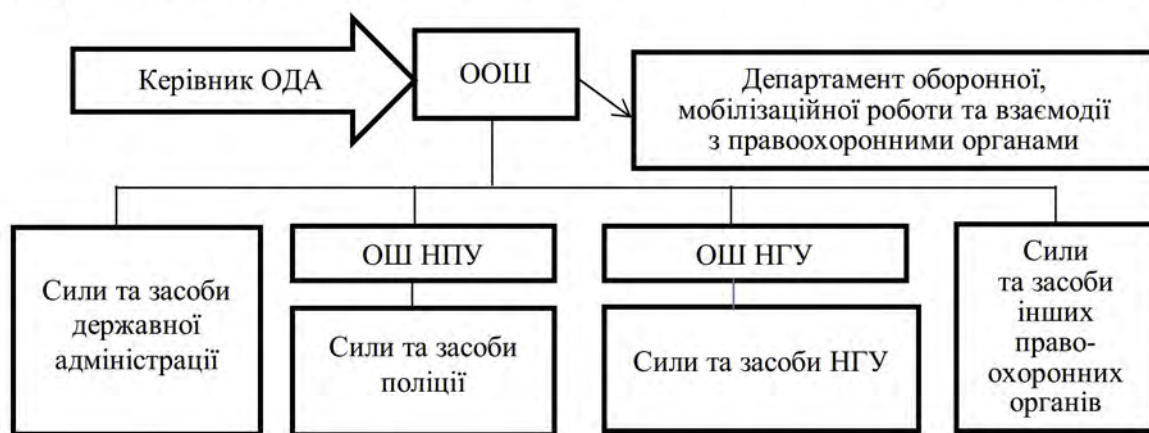 Керівник ОДА
ООШ
Департамент оборонної,
мобілізаційної роботи та взаємодії
з правоохоронними органами
Сили та засоби
державної
адміністрації
ОШ НПУ
Сили та засоби
поліції
ОШ НГУ
Сили та засоби НГУ
Сили
та засоби
інших
право-
охоронних
органів